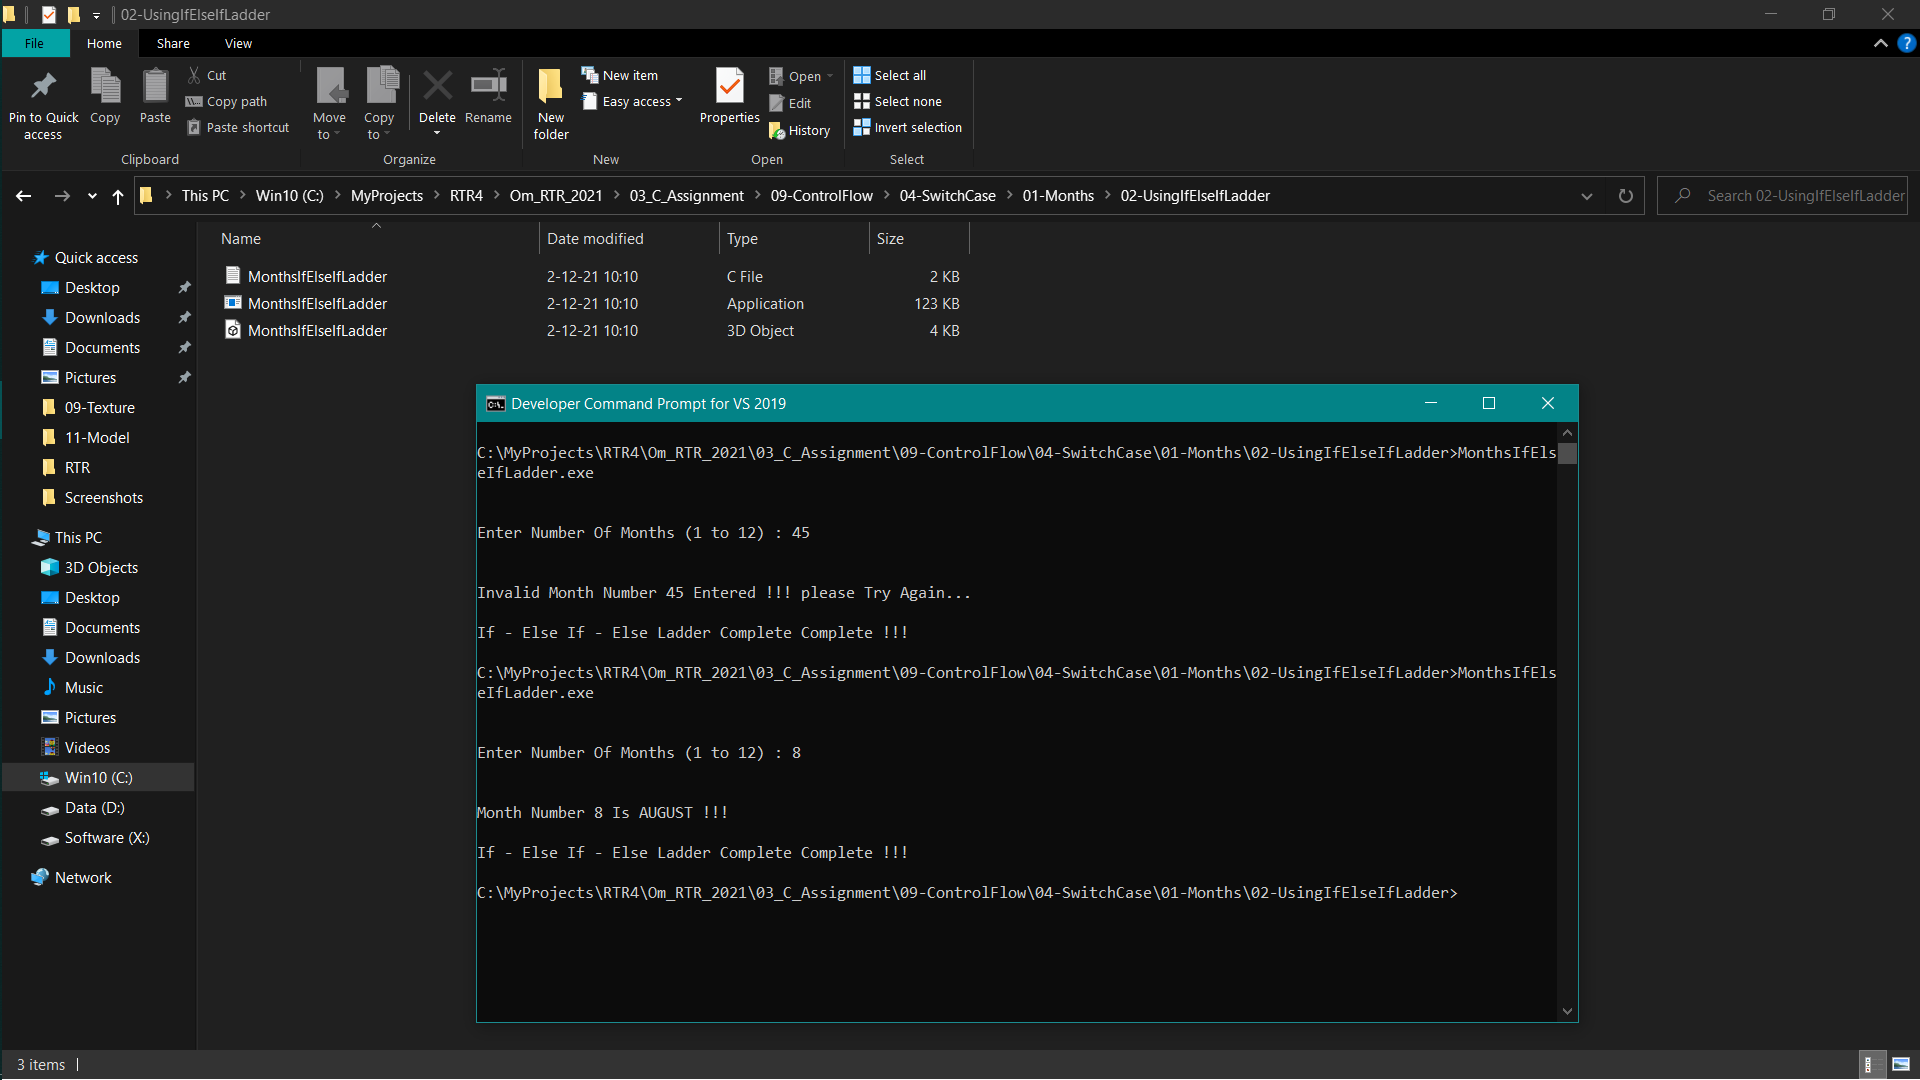 02-UsingIfElseIfLadder
File Home Share View
Pin to Quick access
Copy
Paste
Cut
Copy path
Paste shortcut
Clipboard
Move to
Copy to
Delete
Rename
Organize
New folder
New item
Easy access
New
Properties
Open
Edit
History
Open
Select all
Select none
Invert selection
Select
This PC > Win10 (C:) > MyProjects > RTR4 > Om_RTR_2021 > 03_C_Assignment > 09-ControlFlow > 04-SwitchCase > 01-Months > 02-UsingIfElseIfLadder
Search 02-UsingIfElseIfLadder
Quick access
Desktop
Downloads
Documents
Pictures
09-Texture
11-Model
RTR
Screenshots
This PC
3D Objects
Desktop
Documents
Downloads
Music
Pictures
Videos
Win10 (C:)
Data (D:)
Software (X:)
Network
Name Date modified Type Size
MonthsIfElseIfLadder 2-12-21 10:10 C File 2 KB
MonthsIfElseIfLadder 2-12-21 10:10 Application 123 KB
MonthsIfElseIfLadder 2-12-21 10:10 3D Object 4 KB
C:\. Developer Command Prompt for VS 2019
C:\MyProjects\RTR4\Om_RTR_2021\03_C_Assignment\09-ControlFlow\04-SwitchCase\01-Months\02-UsingIfElseIfLadder>MonthsIfEls
eIfLadder.exe
Enter Number Of Months (1 to 12) : 45
Invalid Month Number 45 Entered !!! please Try Again...
If - Else If - Else Ladder Complete Complete !!!
C:\MyProjects\RTR4\Om_RTR_2021\03_C_Assignment\09-ControlFlow\04-SwitchCase\01-Months\02-UsingIfElseIfLadder>MonthsIfEls
eIfLadder.exe
Enter Number Of Months (1 to 12) : 8
Month Number 8 Is AUGUST !!!
If - Else If - Else Ladder Complete Complete !!!
C:\MyProjects\RTR4\Om_RTR_2021\03_C_Assignment\09-ControlFlow\04-SwitchCase\01-Months\02-UsingIfElseIfLadder>
3 items